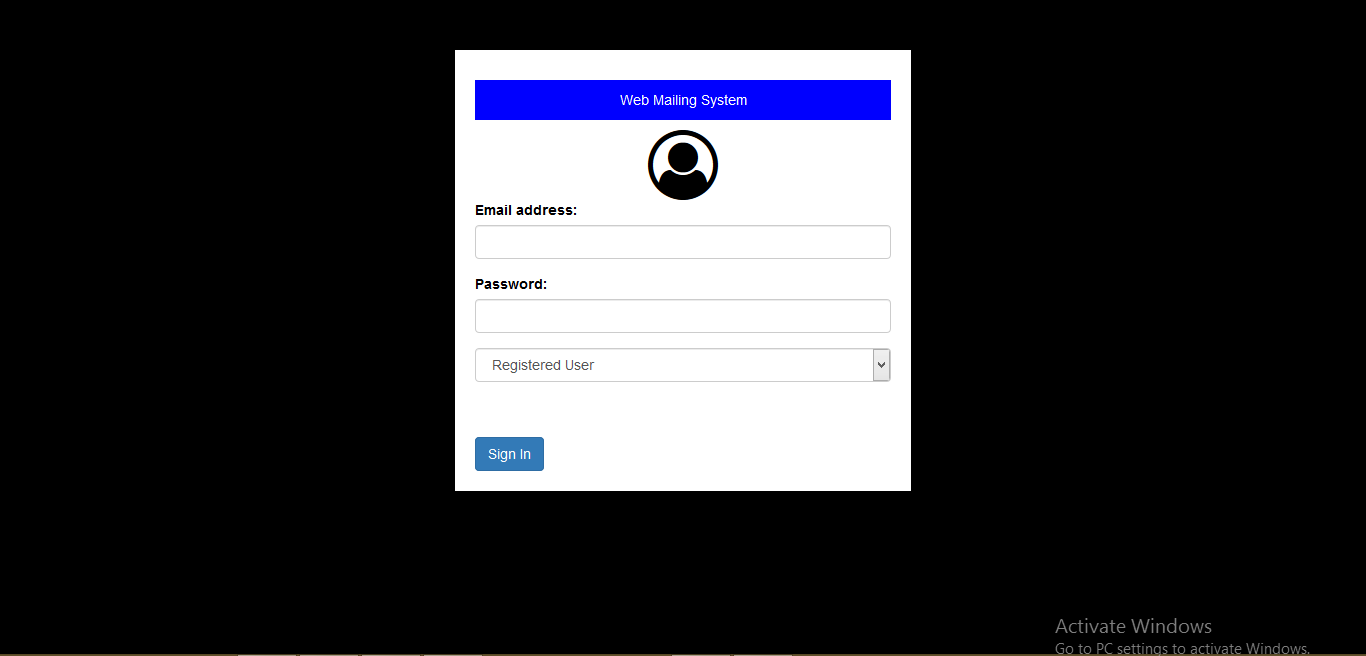 Web Mailing System
Email address:
Password:
Registered User
Sign In
Activate Windows
Go to PC settings to activate Windows.